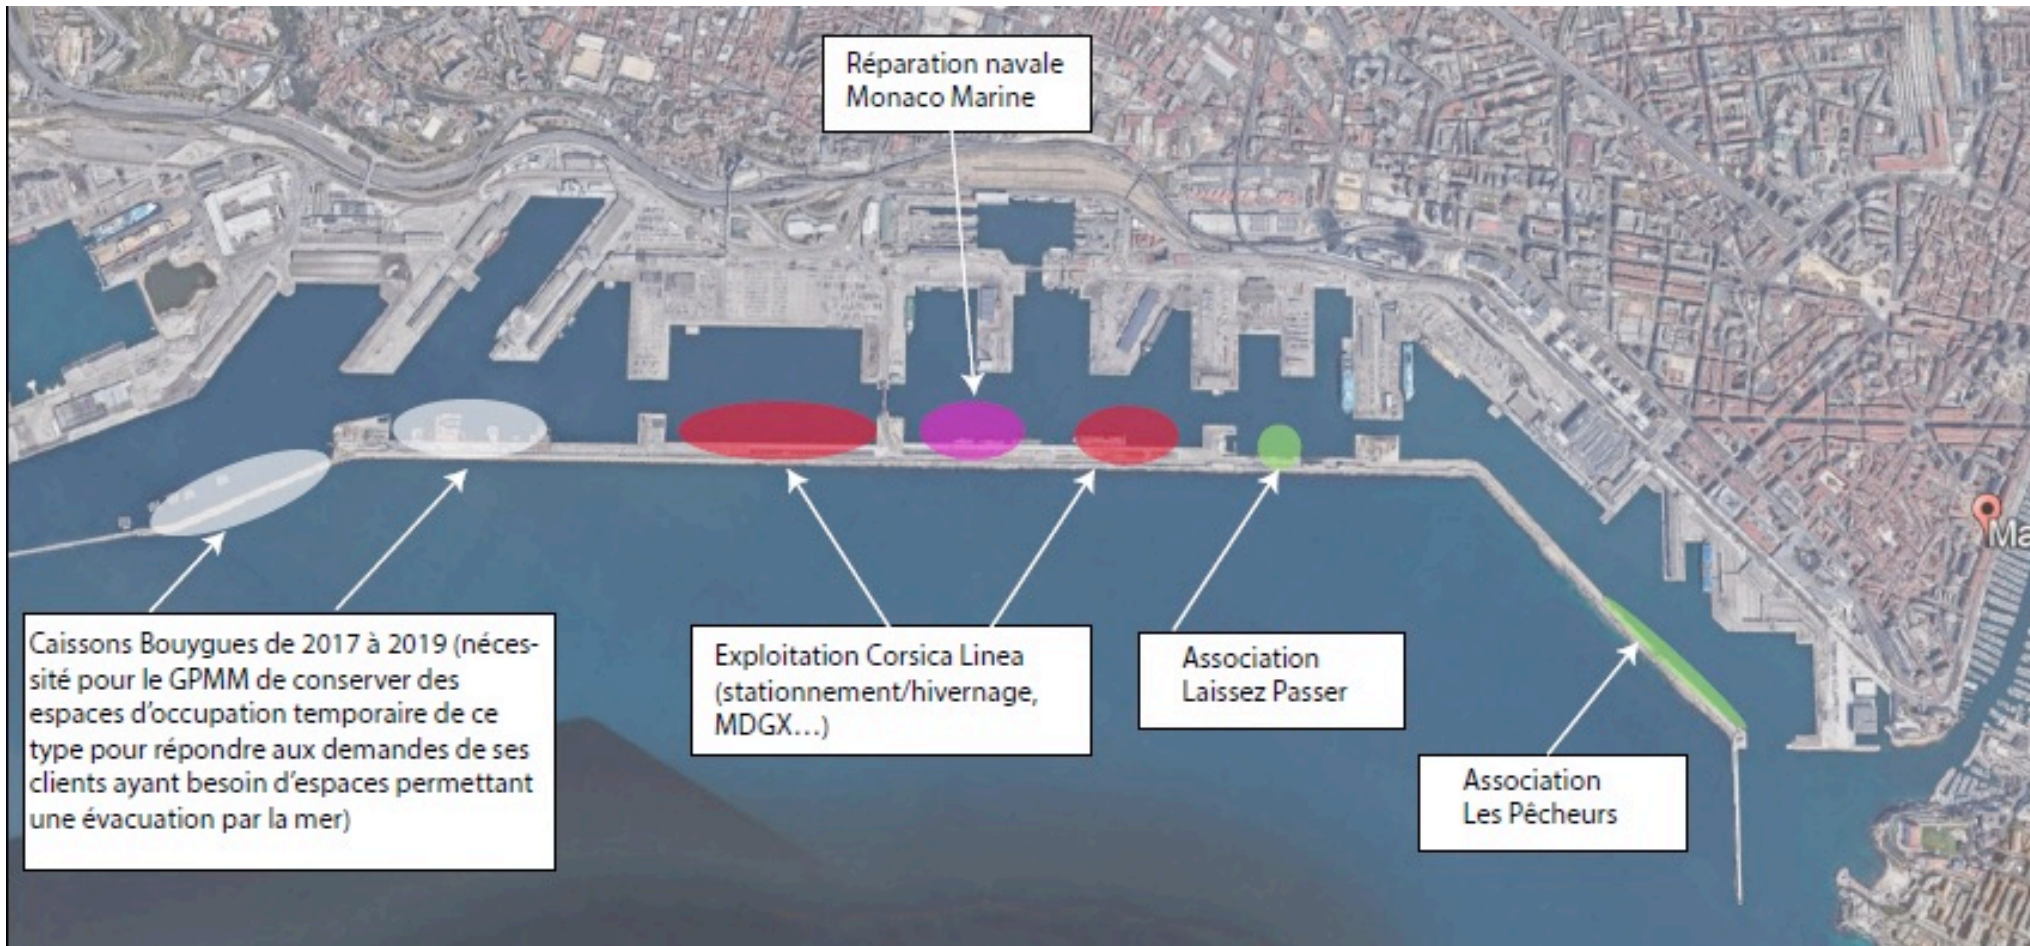 Réparation navale
Monaco Marine
Ma
Caissons Bouygues de 2017 à 2019 (néces-
sité pour le GPMM de conserver des
espaces d’occupation temporaire de ce
type pour répondre aux demandes de ses
clients ayant besoin d’espaces permettant
une évacuation par la mer)
Exploitation Corsica Linea
(stationnement/hivernage,
MDGX…)
Association
Laissez Passer
Association
Les Pêcheurs